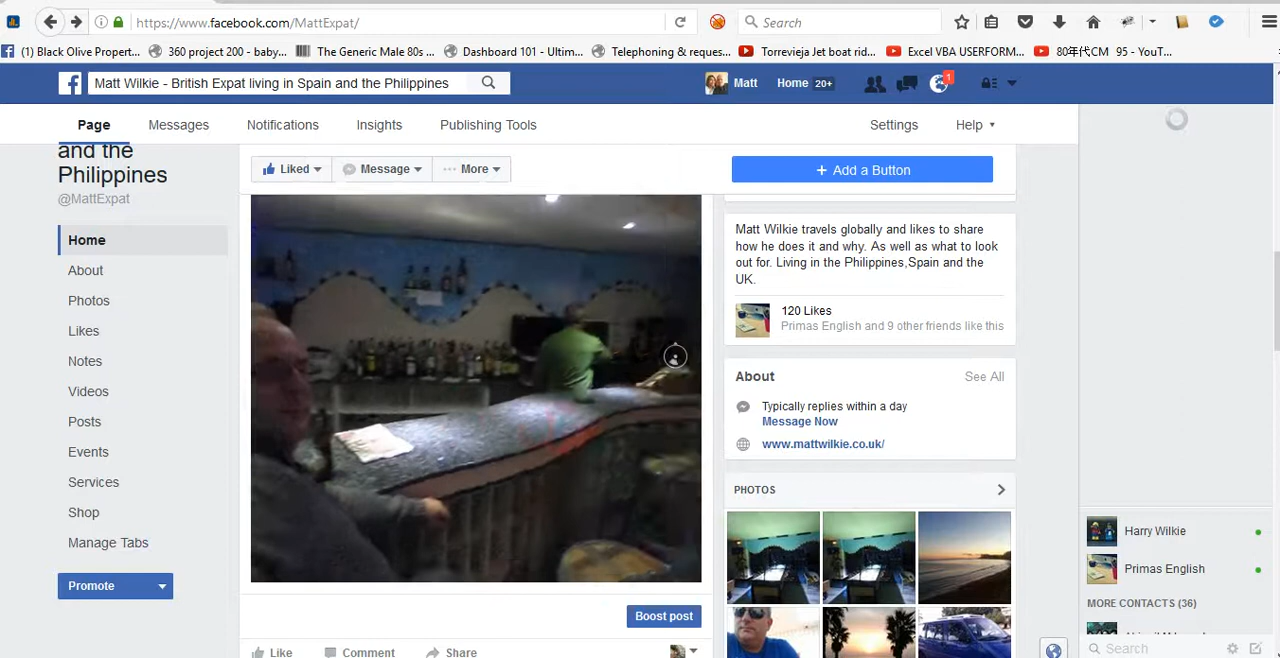 https://www.facebook.com/MattExpat/
Search
(1) Black Olive Propert...
360 project 200 - baby...
The Generic Male 80s ...
Dashboard 101 - Ultim...
Telephoning & reques...
Torrevieja Jet boat rid...
Excel VBA USERFORM...
80年代CM 95 - YouT...
Matt Wilkie - British Expat living in Spain and the Philippines
Matt
Home 20+
1
Page
Messages
Notifications
Insights
Publishing Tools
Settings
Help
and the
Philippines
@MattExpat
Liked
Message
More
+ Add a Button
Home
About
Photos
Likes
Notes
Videos
Posts
Events
Services
Shop
Manage Tabs
Promote
Matt Wilkie travels globally and likes to share
how he does it and why. As well as what to look
out for. Living in the Philippines,Spain and the
UK.
120 Likes
Primas English and 9 other friends like this
About
See All
Typically replies within a day
Message Now
www.mattwilkie.co.uk/
PHOTOS
Boost post
Like
Comment
Share
Harry Wilkie
Primas English
MORE CONTACTS (36)
Search